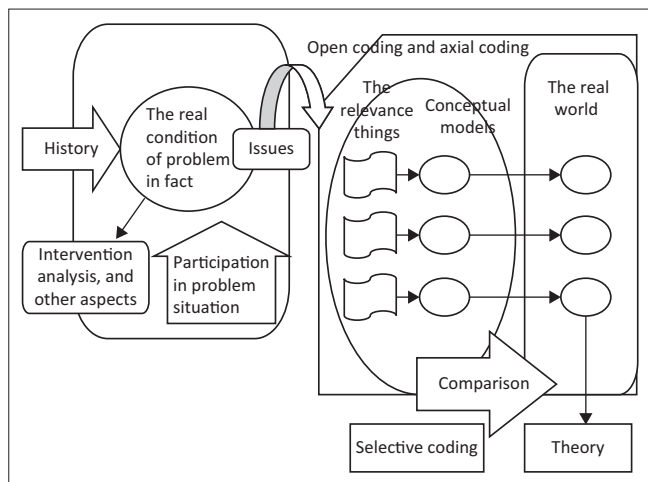 Open coding and axial coding
The real
condition
of problem
in fact
History
Issues
Intervention
analysis, and
other aspects
Participation
in problem
situation
The
relevance
things
Conceptual
models
The real
world
Comparison
Selective coding
Theory